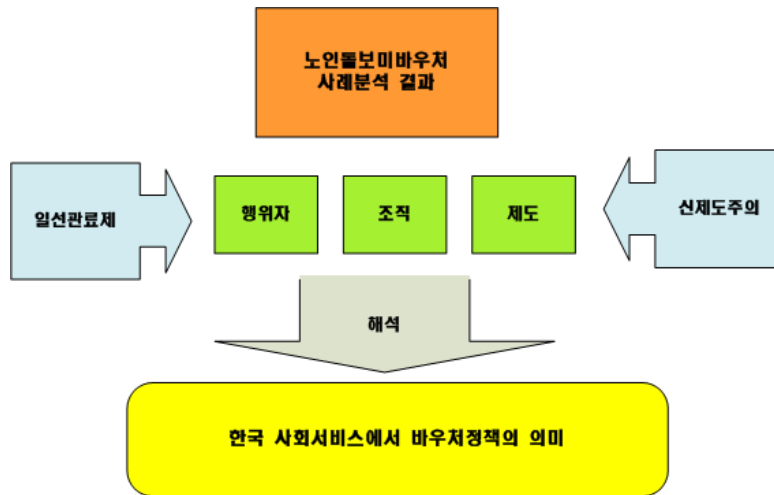 노인돌보미바우처
사례분석 결과
일선관료제
행위자
조직
제도
신제도주의
해석
한국 사회서비스에서 바우처정책의 의미